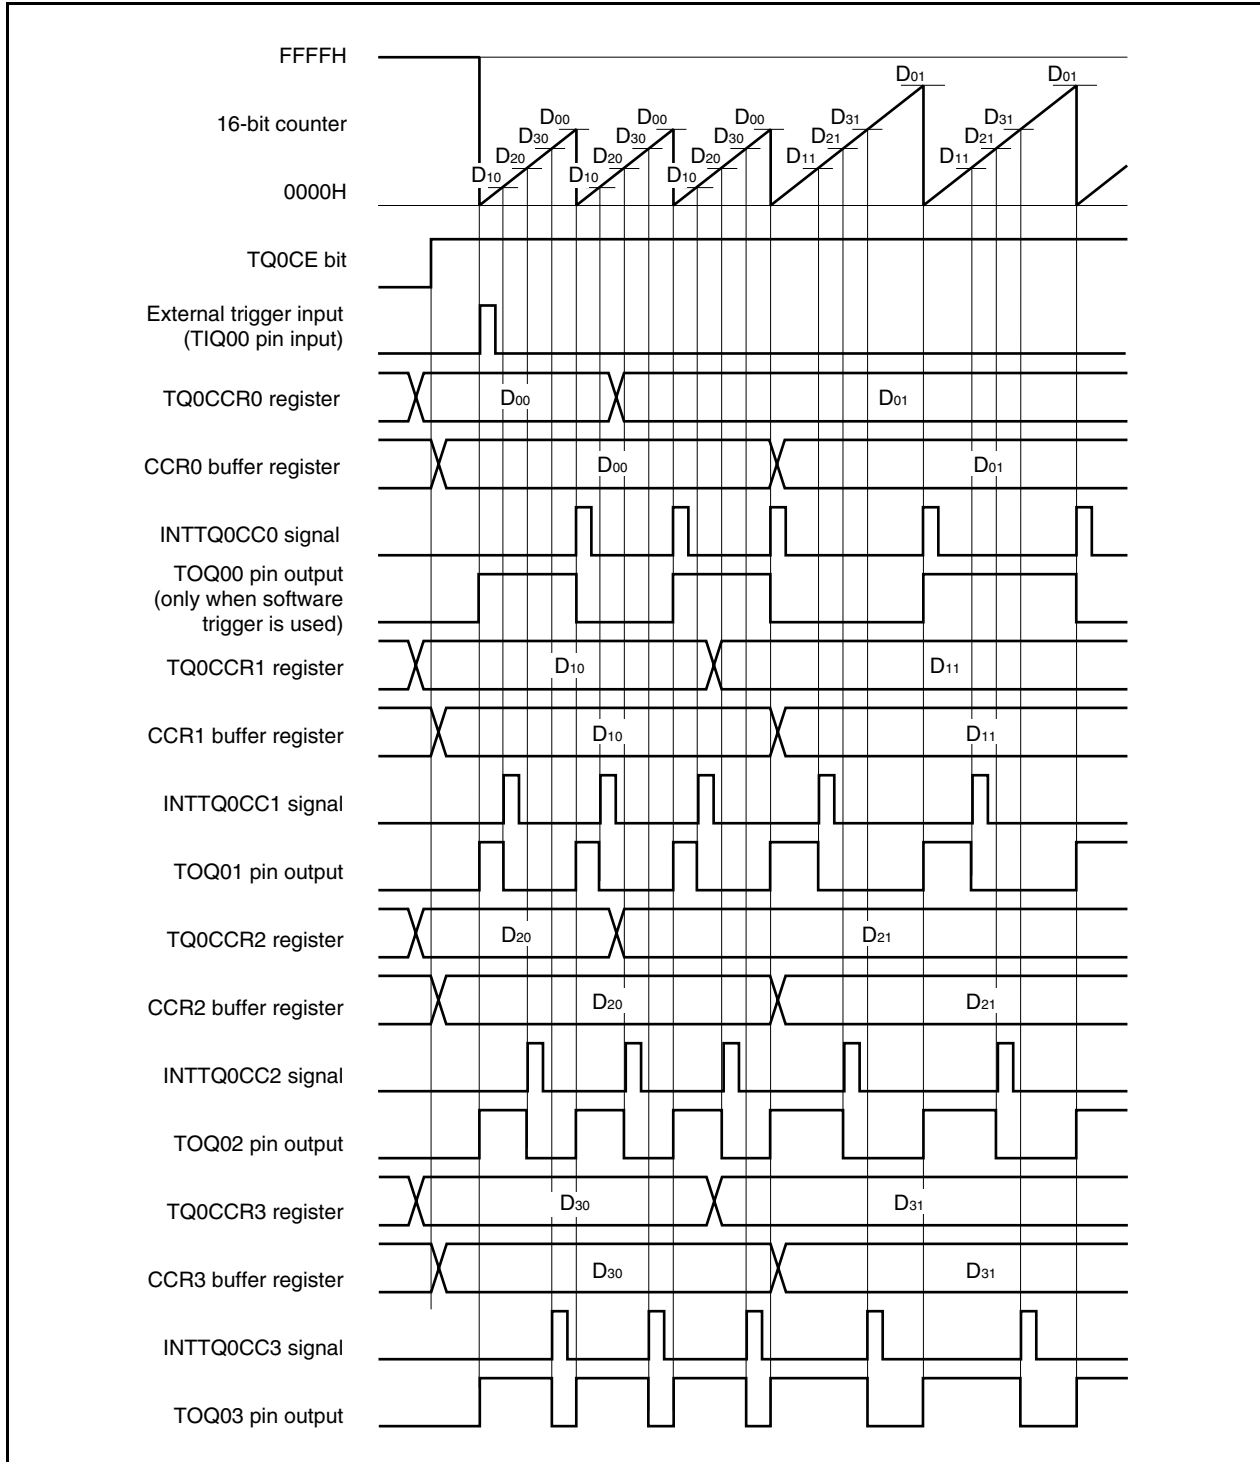 FFFFH
D01 D01
16-bit counter
D00 D00 D00 D31 D31
D30 D30 D30 D21 D21
D20 D20 D20 D11 D11
D10 D10 D10
0000H
TQ0CE bit
External trigger input
(TIQ00 pin input)
TQ0CCR0 register D00 D01
CCR0 buffer register D00 D01
INTTQ0CC0 signal
TOQ00 pin output
(only when software
trigger is used)
TQ0CCR1 register D10 D11
CCR1 buffer register D10 D11
INTTQ0CC1 signal
TOQ01 pin output
TQ0CCR2 register D20 D21
CCR2 buffer register D20 D21
INTTQ0CC2 signal
TOQ02 pin output
TQ0CCR3 register D30 D31
CCR3 buffer register D30 D31
INTTQ0CC3 signal
TOQ03 pin output